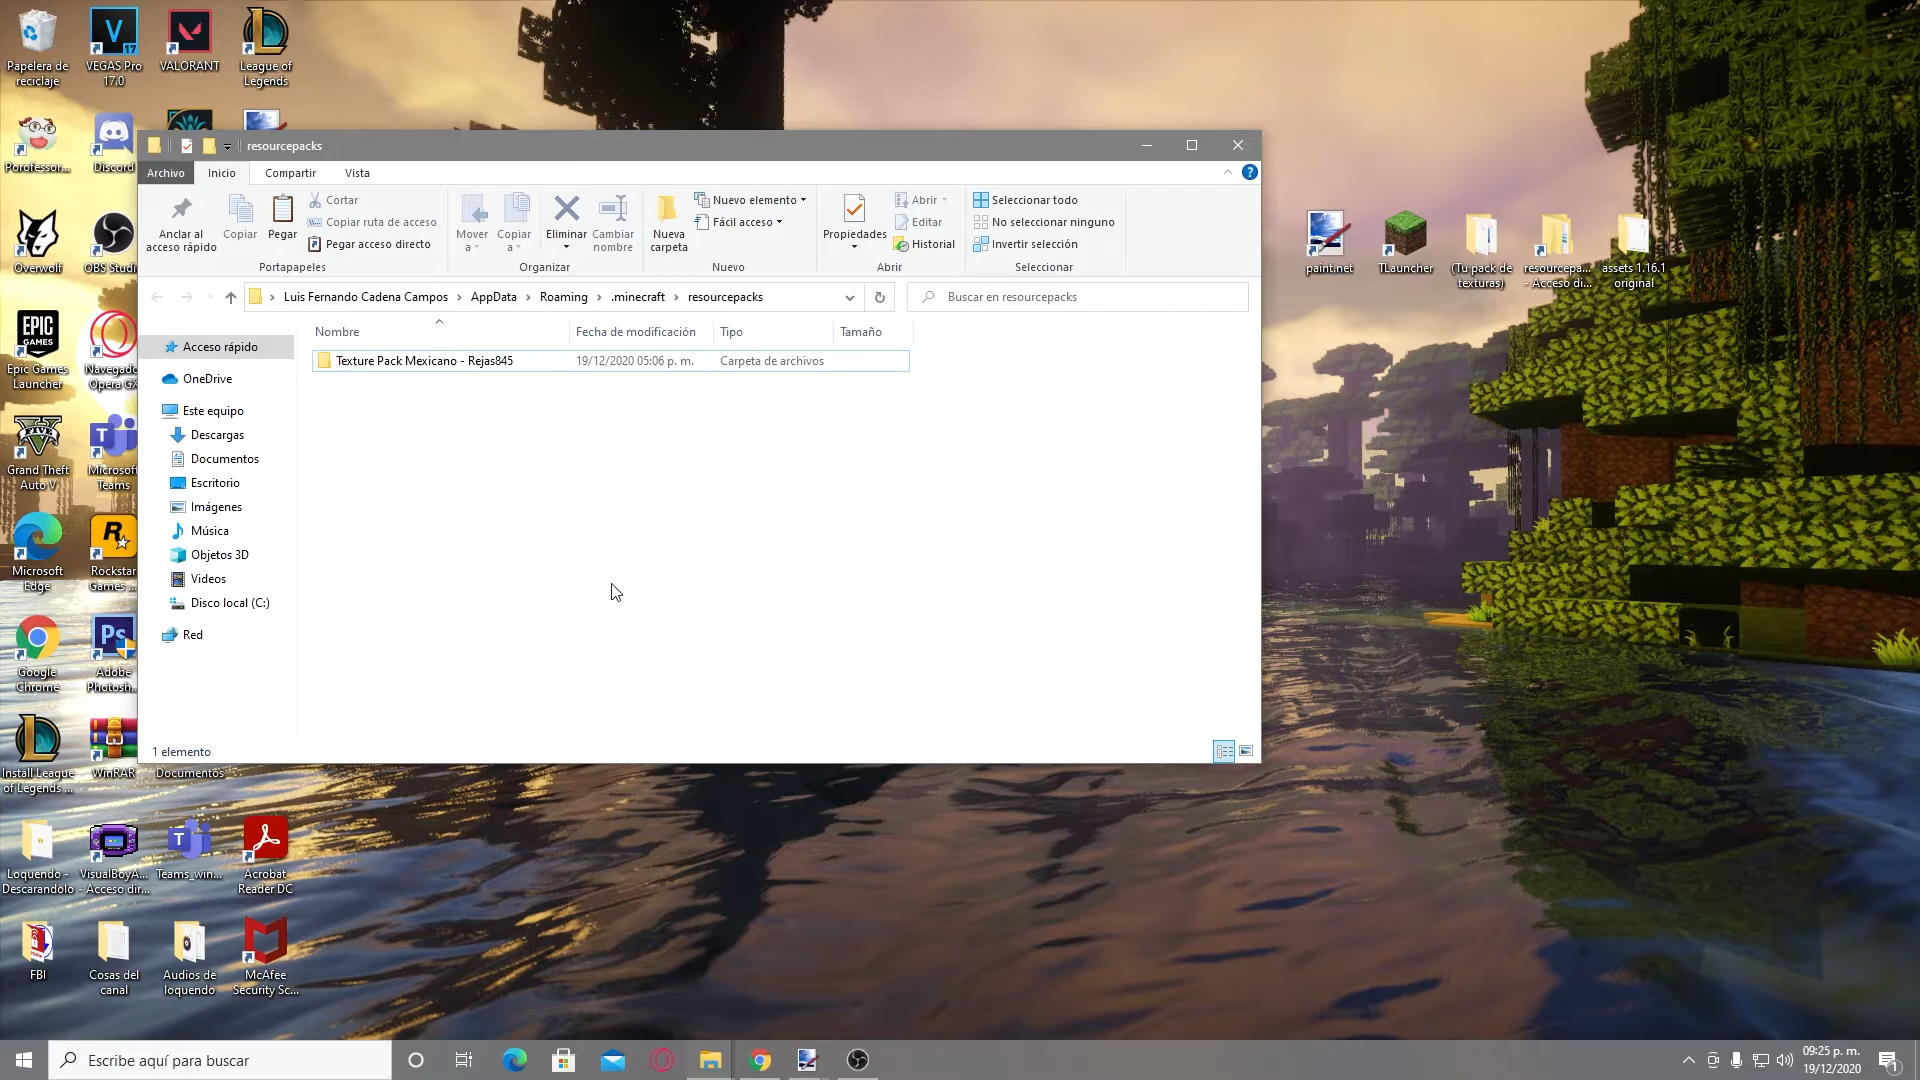 Papelera de
reciclaje
VEGAS Pro
17.0
VALORANT
League of
Legends
Porofessor...
Discord
Overwolf
OBS Studi
Epic Games
Launcher
Navegado
Opera GX
Grand Theft
Auto V
Microsoft
Teams
Microsoft
Edge
Rockstar
Games ...
Google
Chrome
Adobe
Photosh...
Install League
of Legends ...
WinRAR
Documentos
Loquendo -
Descarandolo
VisualBoyA...
- Acceso dir...
Teams_win...
Acrobat
Reader DC
FBI
Cosas del
canal
Audios de
loquendo
McAfee
Security Sc...
resourcepacks
Archivo
Inicio
Compartir
Vista
Anclar al
acceso rápido
Copiar
Pegar
Cortar
Copiar ruta de acceso
Pegar acceso directo
Portapapeles
Mover
a
Copiar
a
Eliminar
Cambiar
nombre
Organizar
Nueva
carpeta
Nuevo elemento
Fácil acceso
Nuevo
Propiedades
Abrir
Editar
Historial
Abrir
Seleccionar todo
No seleccionar ninguno
Invertir selección
Seleccionar
Luis Fernando Cadena Campos > AppData > Roaming > .minecraft > resourcepacks
Buscar en resourcepacks
Nombre
Fecha de modificación
Tipo
Tamaño
Texture Pack Mexicano - Rejas845
19/12/2020 05:06 p. m.
Carpeta de archivos
Acceso rápido
OneDrive
Este equipo
Descargas
Documentos
Escritorio
Imágenes
Música
Objetos 3D
Videos
Disco local (C:)
Red
1 elemento
paint.net
TLauncher
(Tu pack de
texturas)
resourcepa...
- Acceso di...
assets 1.16.1
original
Escribe aquí para buscar
09:25 p. m.
19/12/2020
1